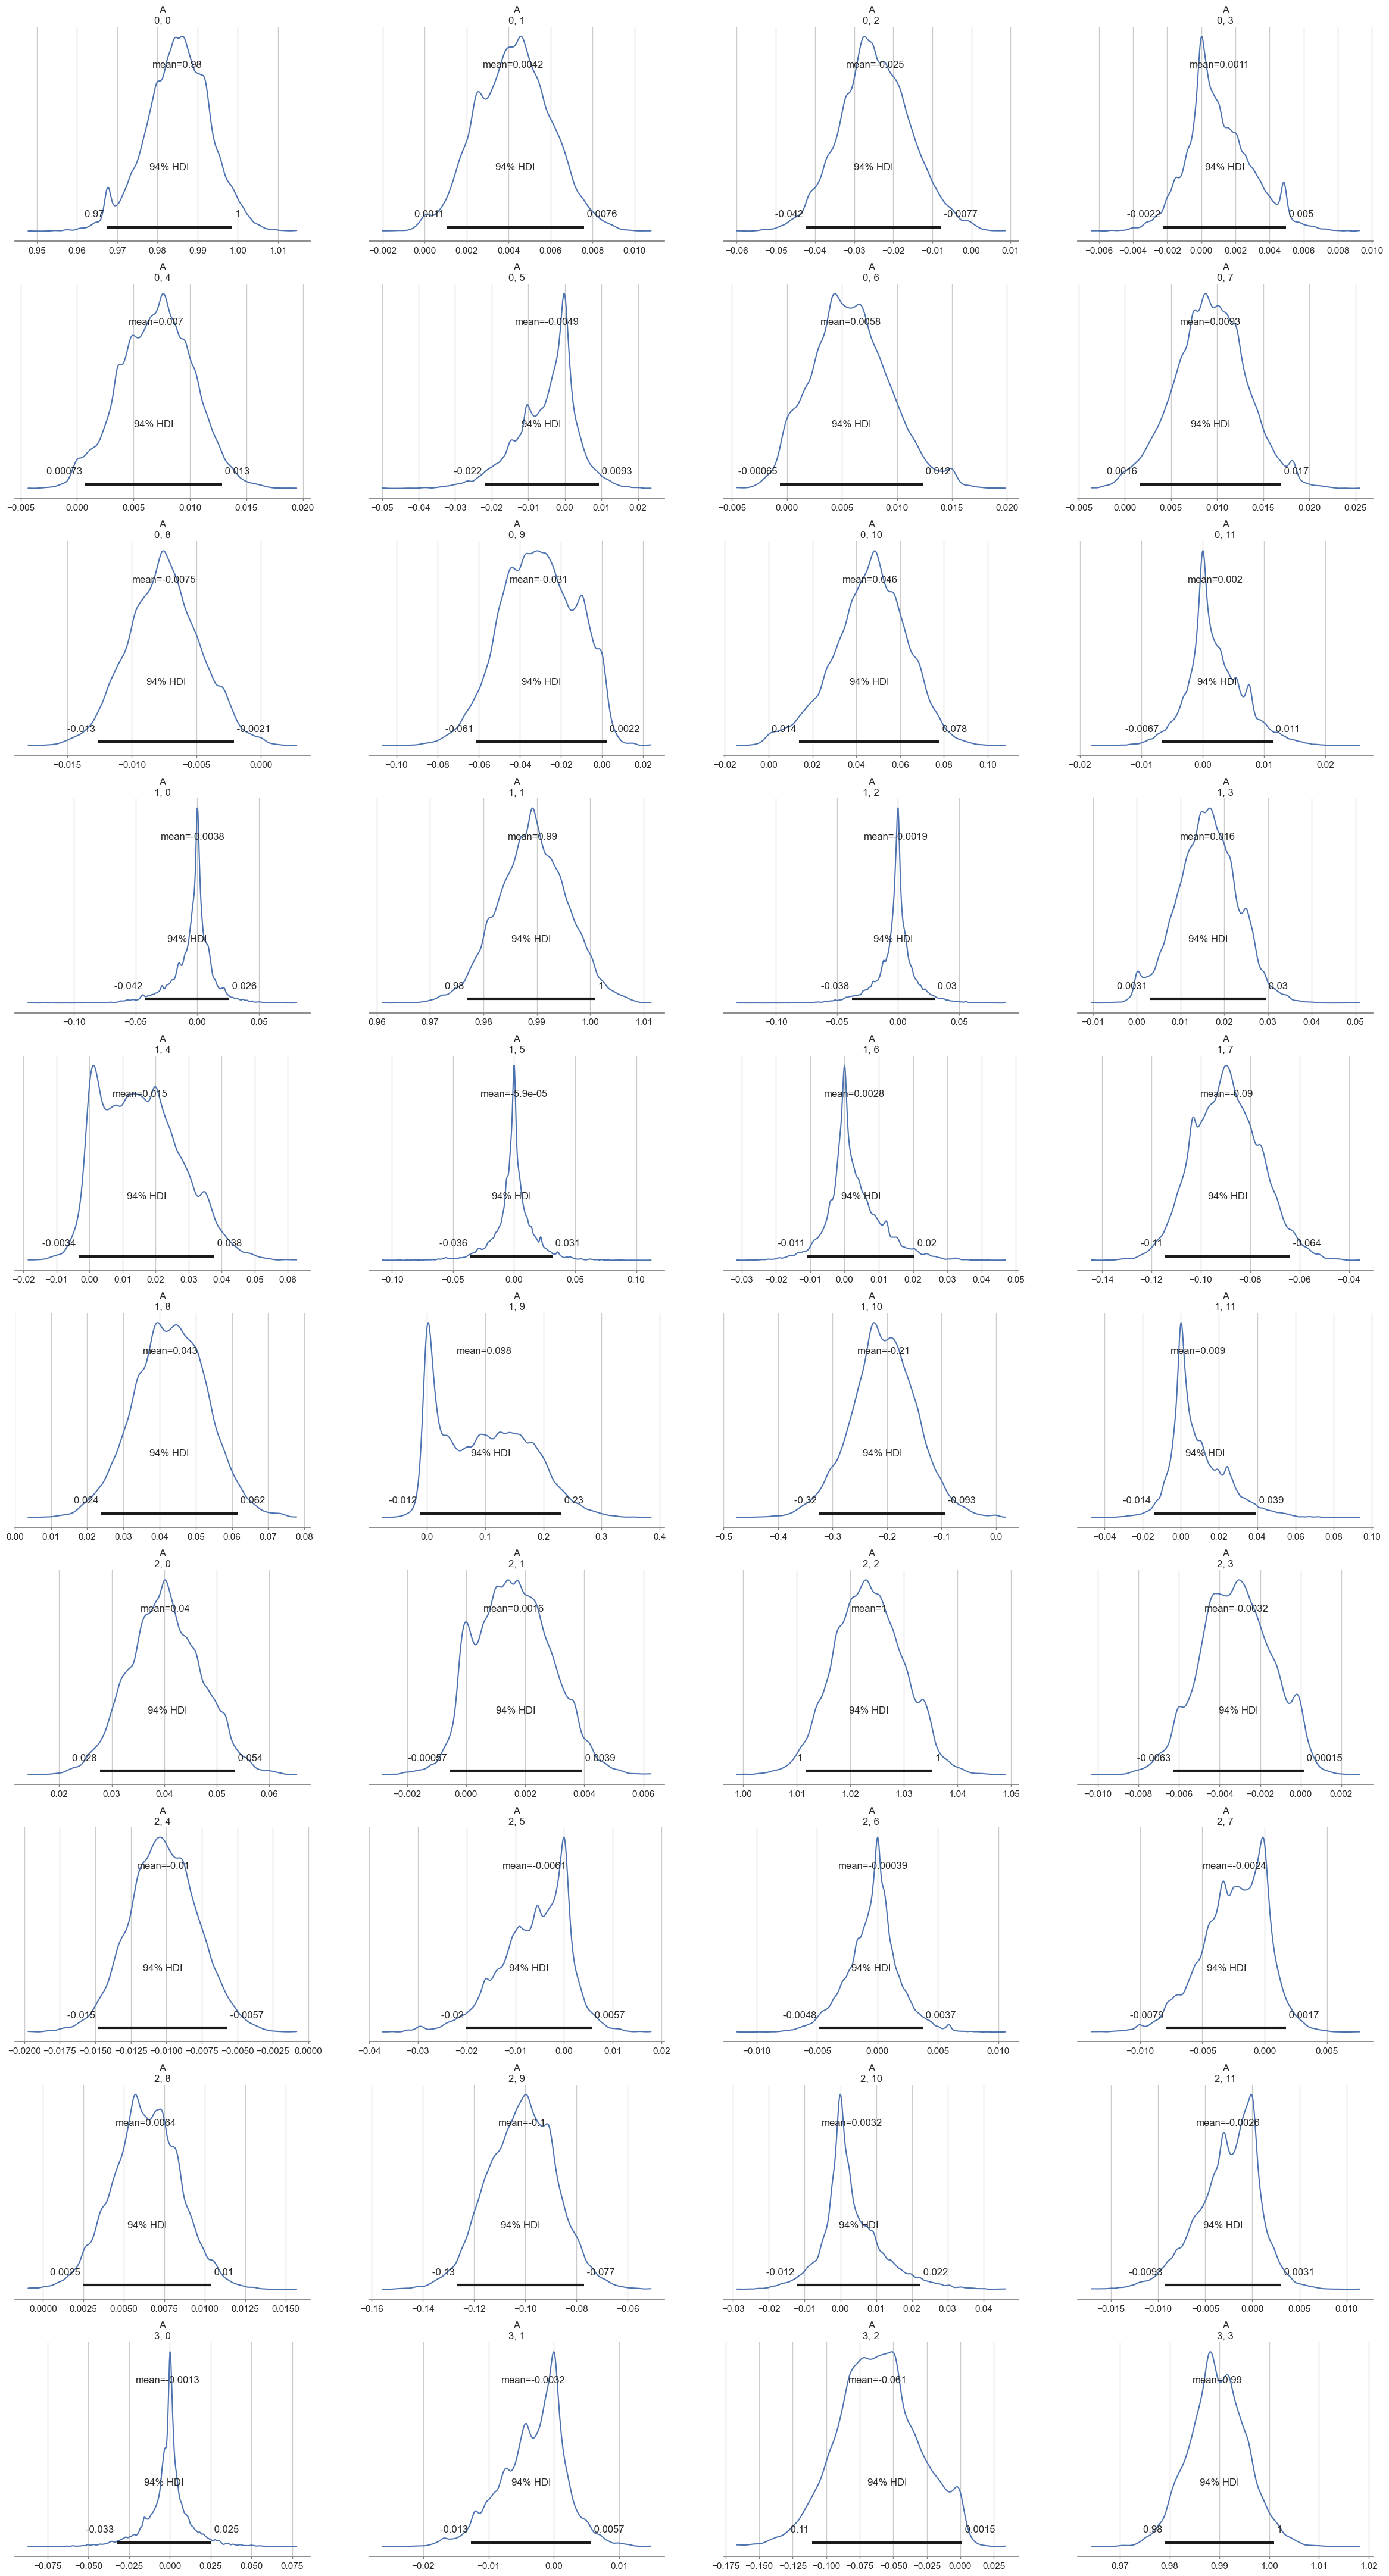 A
0, 0
mean=0.98
94% HDI
0.97 1
0.95 0.96 0.97 0.98 0.99 1.00 1.01
A
0, 1
mean=0.0042
94% HDI
0.0011 0.0076
−0.002 0.000 0.002 0.004 0.006 0.008 0.010
A
0, 2
mean=-0.025
94% HDI
-0.042 -0.0077
−0.06 −0.05 −0.04 −0.03 −0.02 −0.01 0.00 0.01
A
0, 3
mean=0.0011
94% HDI
-0.0022 0.005
−0.006 −0.004 −0.002 0.000 0.002 0.004 0.006 0.008 0.010
A
0, 4
mean=0.007
94% HDI
0.00073 0.013
−0.005 0.000 0.005 0.010 0.015 0.020
A
0, 5
mean=-0.0049
94% HDI
-0.022 0.0093
−0.05 −0.04 −0.03 −0.02 −0.01 0.00 0.01 0.02
A
0, 6
mean=0.0058
94% HDI
-0.00065 0.012
−0.005 0.000 0.005 0.010 0.015 0.020
A
0, 7
mean=0.0093
94% HDI
0.0016 0.017
−0.005 0.000 0.005 0.010 0.015 0.020 0.025
A
0, 8
mean=-0.0075
94% HDI
-0.013 -0.0021
−0.015 −0.010 −0.005 0.000
A
0, 9
mean=-0.031
94% HDI
-0.061 0.0022
−0.10 −0.08 −0.06 −0.04 −0.02 0.00 0.02
A
0, 10
mean=0.046
94% HDI
0.014 0.078
−0.02 0.00 0.02 0.04 0.06 0.08 0.10
A
0, 11
mean=0.002
94% HDI
-0.0067 0.011
−0.02 −0.01 0.00 0.01 0.02
A
1, 0
mean=-0.0038
94% HDI
-0.042 0.026
−0.10 −0.05 0.00 0.05
A
1, 1
mean=0.99
94% HDI
0.98 1
0.96 0.97 0.98 0.99 1.00 1.01
A
1, 2
mean=-0.0019
94% HDI
-0.038 0.03
−0.10 −0.05 0.00 0.05
A
1, 3
mean=0.016
94% HDI
0.0031 0.03
−0.01 0.00 0.01 0.02 0.03 0.04 0.05
A
1, 4
mean=0.015
94% HDI
-0.0034 0.038
−0.02 −0.01 0.00 0.01 0.02 0.03 0.04 0.05 0.06
A
1, 5
mean=-5.9e-05
94% HDI
-0.036 0.031
−0.10 −0.05 0.00 0.05 0.10
A
1, 6
mean=0.0028
94% HDI
-0.011 0.02
−0.03 −0.02 −0.01 0.00 0.01 0.02 0.03 0.04 0.05
A
1, 7
mean=-0.09
94% HDI
-0.11 -0.064
−0.14 −0.12 −0.10 −0.08 −0.06 −0.04
A
1, 8
mean=0.043
94% HDI
0.024 0.062
0.00 0.01 0.02 0.03 0.04 0.05 0.06 0.07 0.08
A
1, 9
mean=0.098
94% HDI
-0.012 0.23
0.0 0.1 0.2 0.3 0.4
A
1, 10
mean=-0.21
94% HDI
-0.32 -0.093
−0.5 −0.4 −0.3 −0.2 −0.1 0.0
A
1, 11
mean=0.009
94% HDI
-0.014 0.039
−0.04 −0.02 0.00 0.02 0.04 0.06 0.08 0.10
A
2, 0
mean=0.04
94% HDI
0.028 0.054
0.02 0.03 0.04 0.05 0.06
A
2, 1
mean=0.0016
94% HDI
-0.00057 0.0039
−0.002 0.000 0.002 0.004 0.006
A
2, 2
mean=1
94% HDI
1 1
1.00 1.01 1.02 1.03 1.04 1.05
A
2, 3
mean=-0.0032
94% HDI
-0.0063 0.00015
−0.010 −0.008 −0.006 −0.004 −0.002 0.000 0.002
A
2, 4
mean=-0.01
94% HDI
-0.015 -0.0057
−0.0200 −0.0175 −0.0150 −0.0125 −0.0100 −0.0075 −0.0050 −0.0025 0.0000
A
2, 5
mean=-0.0061
94% HDI
-0.02 0.0057
−0.04 −0.03 −0.02 −0.01 0.00 0.01 0.02
A
2, 6
mean=-0.00039
94% HDI
-0.0048 0.0037
−0.010 −0.005 0.000 0.005 0.010
A
2, 7
mean=-0.0024
94% HDI
-0.0079 0.0017
−0.010 −0.005 0.000 0.005
A
2, 8
mean=0.0064
94% HDI
0.0025 0.01
0.0000 0.0025 0.0050 0.0075 0.0100 0.0125 0.0150
A
2, 9
mean=-0.1
94% HDI
-0.13 -0.077
−0.16 −0.14 −0.12 −0.10 −0.08 −0.06
A
2, 10
mean=0.0032
94% HDI
-0.012 0.022
−0.03 −0.02 −0.01 0.00 0.01 0.02 0.03 0.04
A
2, 11
mean=-0.0026
94% HDI
-0.0093 0.0031
−0.015 −0.010 −0.005 0.000 0.005 0.010
A
3, 0
mean=-0.0013
94% HDI
-0.033 0.025
−0.075 −0.050 −0.025 0.000 0.025 0.050 0.075
A
3, 1
mean=-0.0032
94% HDI
-0.013 0.0057
−0.02 −0.01 0.00 0.01
A
3, 2
mean=-0.061
94% HDI
-0.11 0.0015
−0.175 −0.150 −0.125 −0.100 −0.075 −0.050 −0.025 0.000 0.025
A
3, 3
mean=0.99
94% HDI
0.98 1
0.97 0.98 0.99 1.00 1.01 1.02